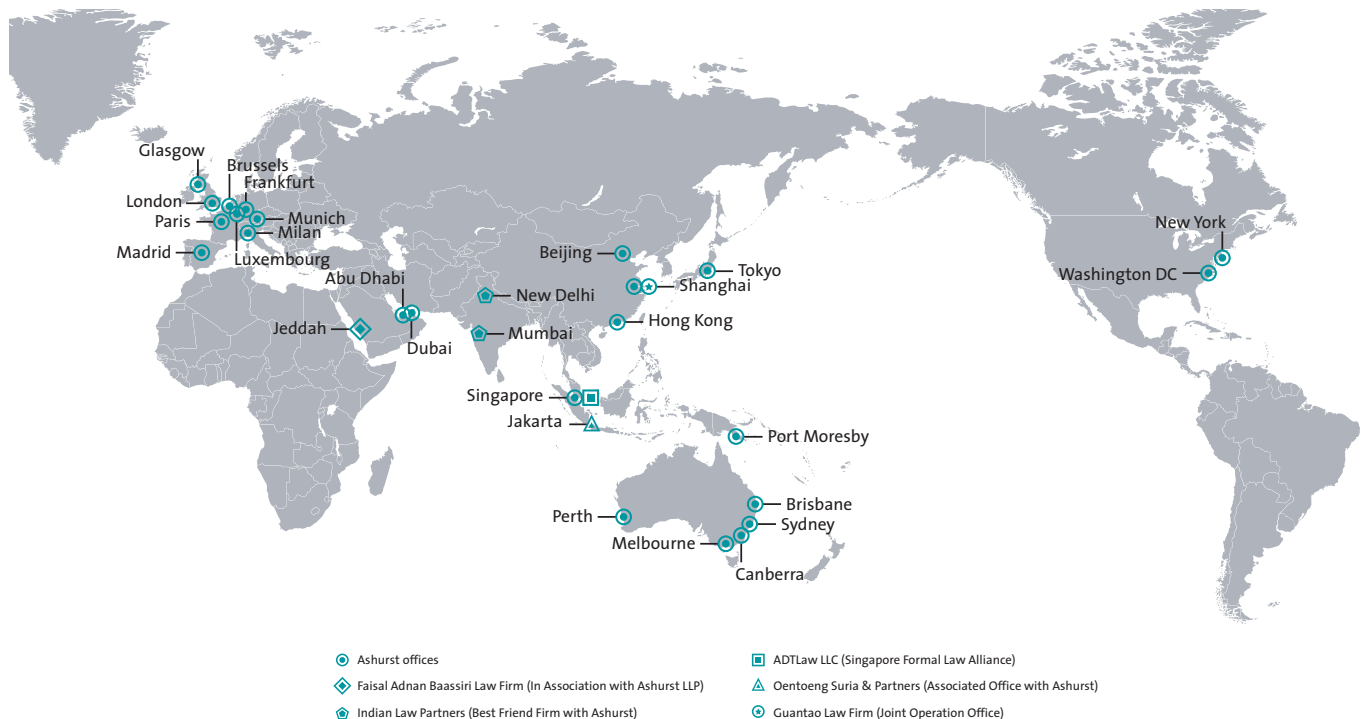 Glasgow
Brussels
Frankfurt
London
Paris
Munich
Milan
Madrid
Luxembourg
Abu Dhabi
Jeddah
Dubai
New Delhi
Mumbai
Beijing
Tokyo
Shanghai
Hong Kong
Singapore
Jakarta
Port Moresby
Perth
Brisbane
Sydney
Melbourne
Canberra
New York
Washington DC
Ashurst offices
Faisal Adnan Baassiri Law Firm (In Association with Ashurst LLP)
Indian Law Partners (Best Friend Firm with Ashurst)
ADTLaw LLC (Singapore Formal Law Alliance)
Oentoeng Suria & Partners (Associated Office with Ashurst)
Guantao Law Firm (Joint Operation Office)